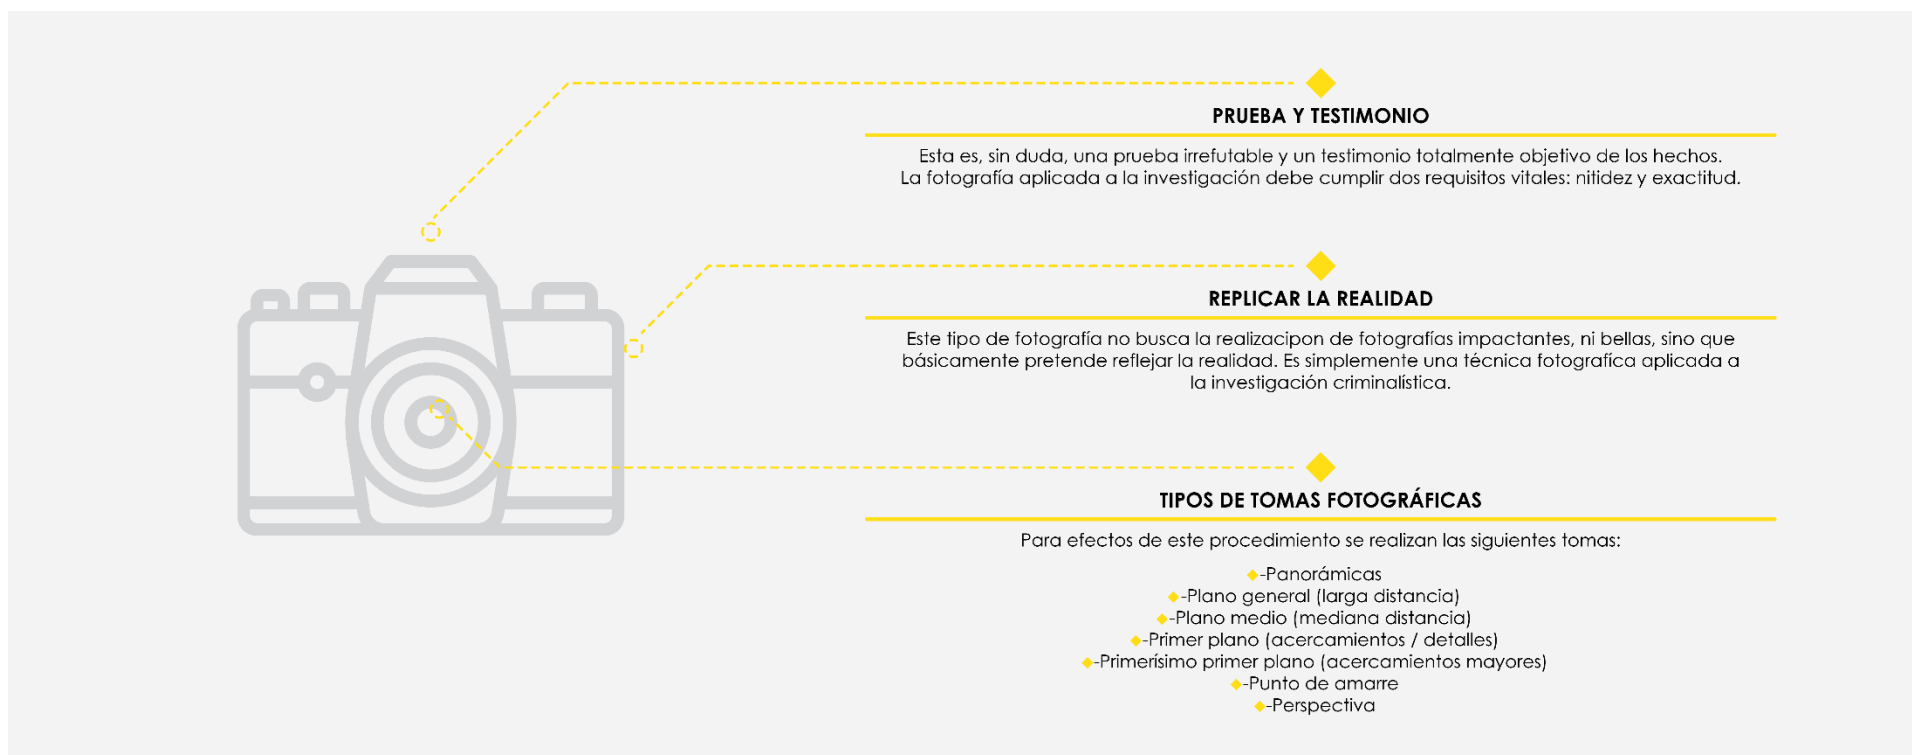 PRUEBA Y TESTIMONIO
Esta es, sin duda, una prueba irrefutable y un testimonio totalmente objetivo de los hechos.
La fotografía aplicada a la investigación debe cumplir dos requisitos vitales: nitidez y exactitud.
REPLICAR LA REALIDAD
Este tipo de fotografía no busca la realizacipon de fotografías impactantes, ni bellas, sino que
básicamente pretende reflejar la realidad. Es simplemente una técnica fotografíca aplicada a
la investigación criminalística.
TIPOS DE TOMAS FOTOGRÁFICAS
Para efectos de este procedimiento se realizan las siguientes tomas:
-Panorámicas
-Plano general (larga distancia)
-Plano medio (mediana distancia)
-Primer plano (acercamientos / detalles)
-Primerísimo primer plano (acercamientos mayores)
-Punto de amarre
-Perspectiva